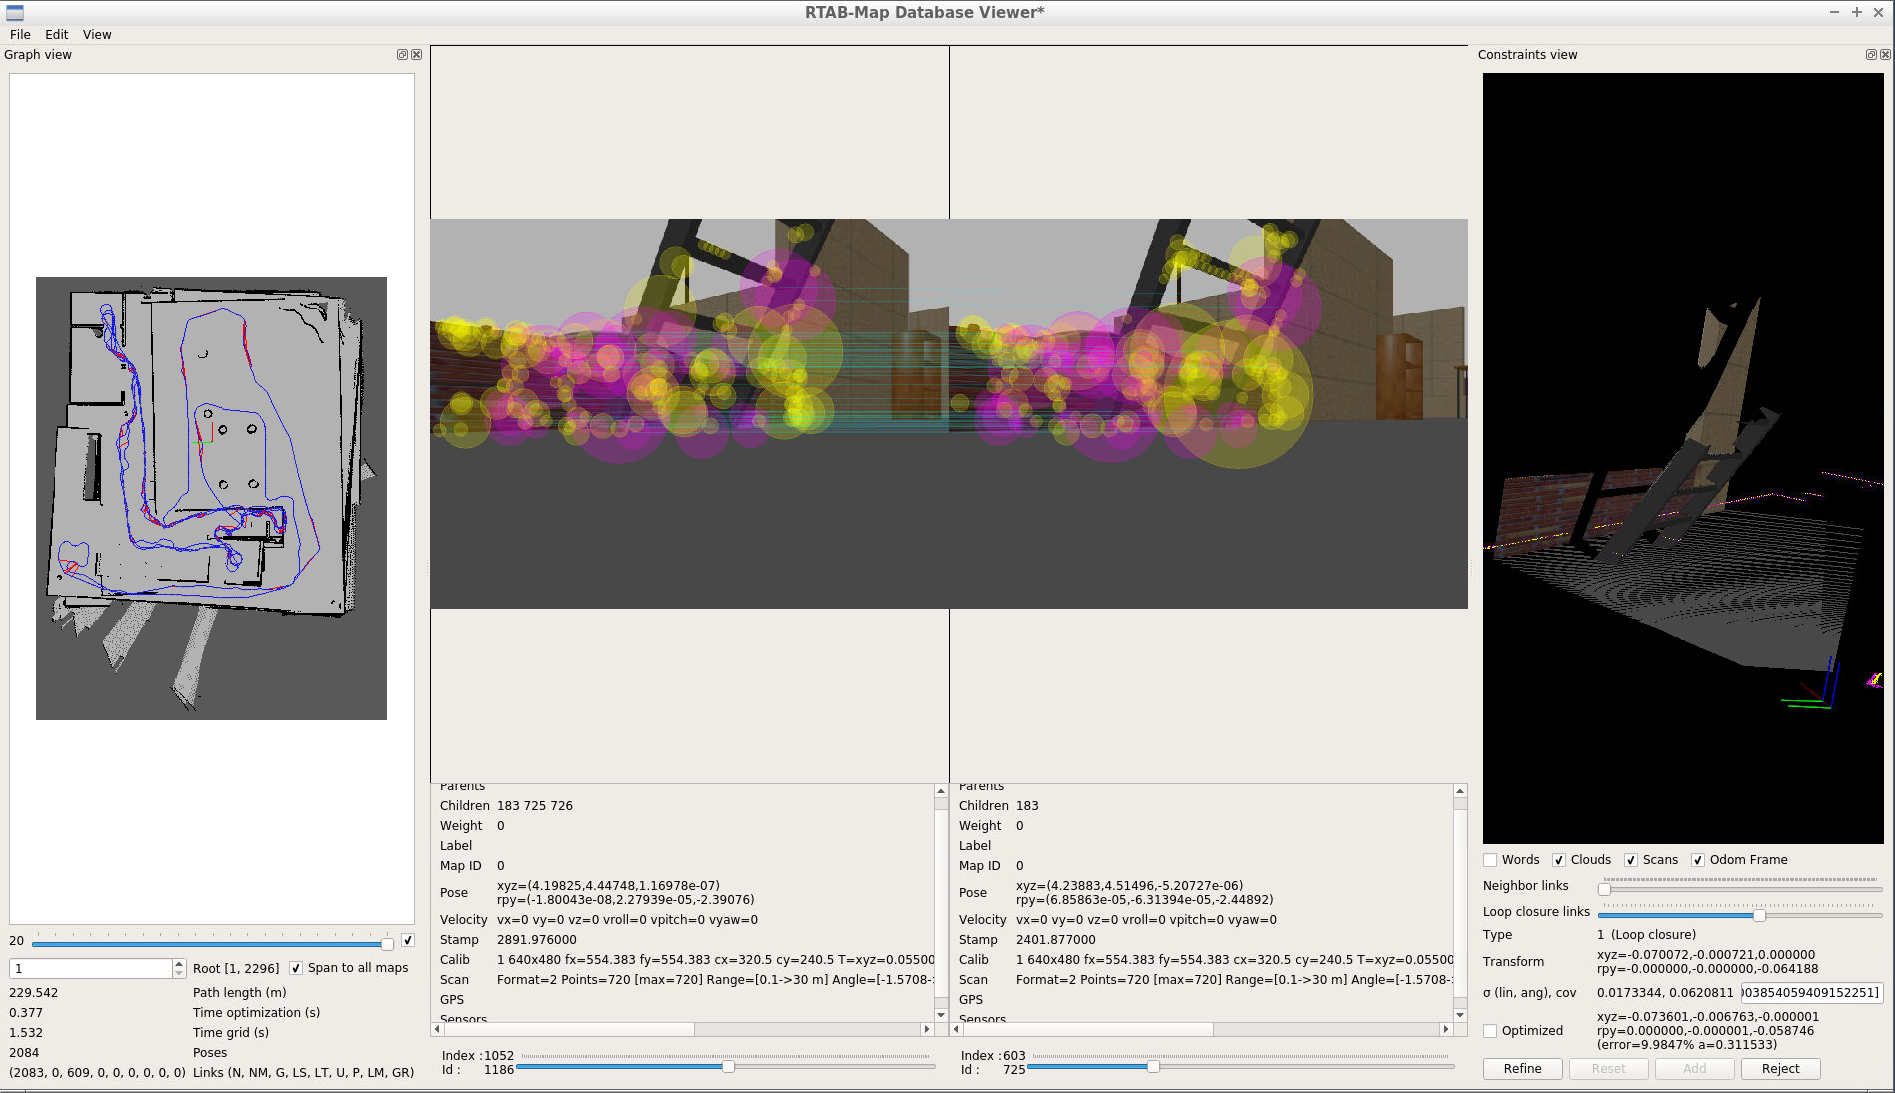 RTAB-Map Database Viewer*
File Edit View
Graph view
20
1
Root [1, 2296]
Span to all maps
229.542 Path length (m)
0.377 Time optimization (s)
1.532 Time grid (s)
2084 Poses
(2083, 0, 609, 0, 0, 0, 0, 0, 0) Links (N, NM, G, LS, LT, U, P, LM, GR)
Parents
Children 183 725 726
Weight 0
Label
Map ID 0
Pose xyz=(4.19825,4.44748,1.16978e-07)
rpy=(-1.80043e-08,2.27939e-05,-2.39076)
Velocity vx=0 vy=0 vz=0 vroll=0 vpitch=0 vyaw=0
Stamp 2891.976000
Calib 1 640x480 fx=554.383 fy=554.383 cx=320.5 cy=240.5 T=xyz=0.05500
Scan Format=2 Points=720 [max=720] Range=[0.1->30 m] Angle=[-1.5708-
GPS
Sensors
Index : 1052
Id : 1186
Parents
Children 183
Weight 0
Label
Map ID 0
Pose xyz=(4.23883,4.51496,-5.20727e-06)
rpy=(6.85863e-05,-6.31394e-05,-2.44892)
Velocity vx=0 vy=0 vz=0 vroll=0 vpitch=0 vyaw=0
Stamp 2401.877000
Calib 1 640x480 fx=554.383 fy=554.383 cx=320.5 cy=240.5 T=xyz=0.05500
Scan Format=2 Points=720 [max=720] Range=[0.1->30 m] Angle=[-1.5708-
GPS
Sensors
Index : 603
Id : 725
Constraints view
Words Clouds Scans Odom Frame
Neighbor links
Loop closure links
Type 1 (Loop closure)
Transform xyz=-0.070072,-0.000721,0.000000
rpy=-0.000000,-0.000000,-0.064188
σ (lin, ang), cov 0.0173344, 0.0620811 )03854059409152251]
Optimized xyz=-0.073601,-0.006763,-0.000001
rpy=0.000000,-0.000001,-0.058746
(error=9.9847% a=0.311533)
Refine Reset Add Reject